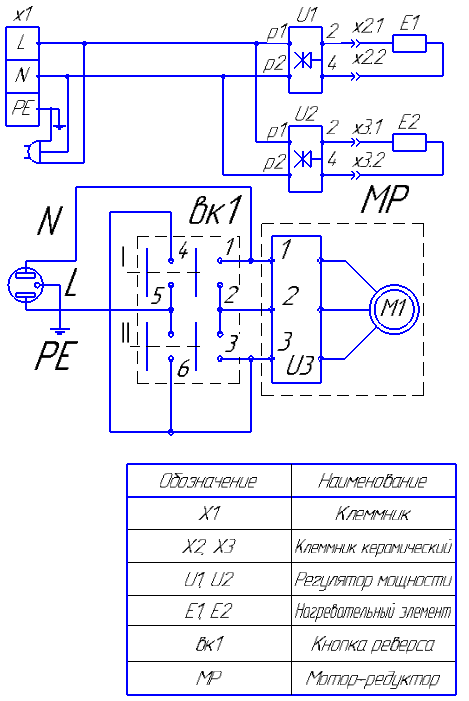 x1
U1
L
p1
2
x2.1
E1
N
p2
4
x2.2
PE
U2
p1
2
x3.1
E2
p2
4
x3.2
MP
N
вк1
I
4
1
1
L
5
2
2
M1
II
3
3
PE
6
U3
Обозначение
Наименование
X1
Клеммник
X2, X3
Клеммник керамический
U1, U2
Регулятор мощности
E1, E2
Нагревательный элемент
вк1
Кнопка реверса
МР
Мотор-редуктор